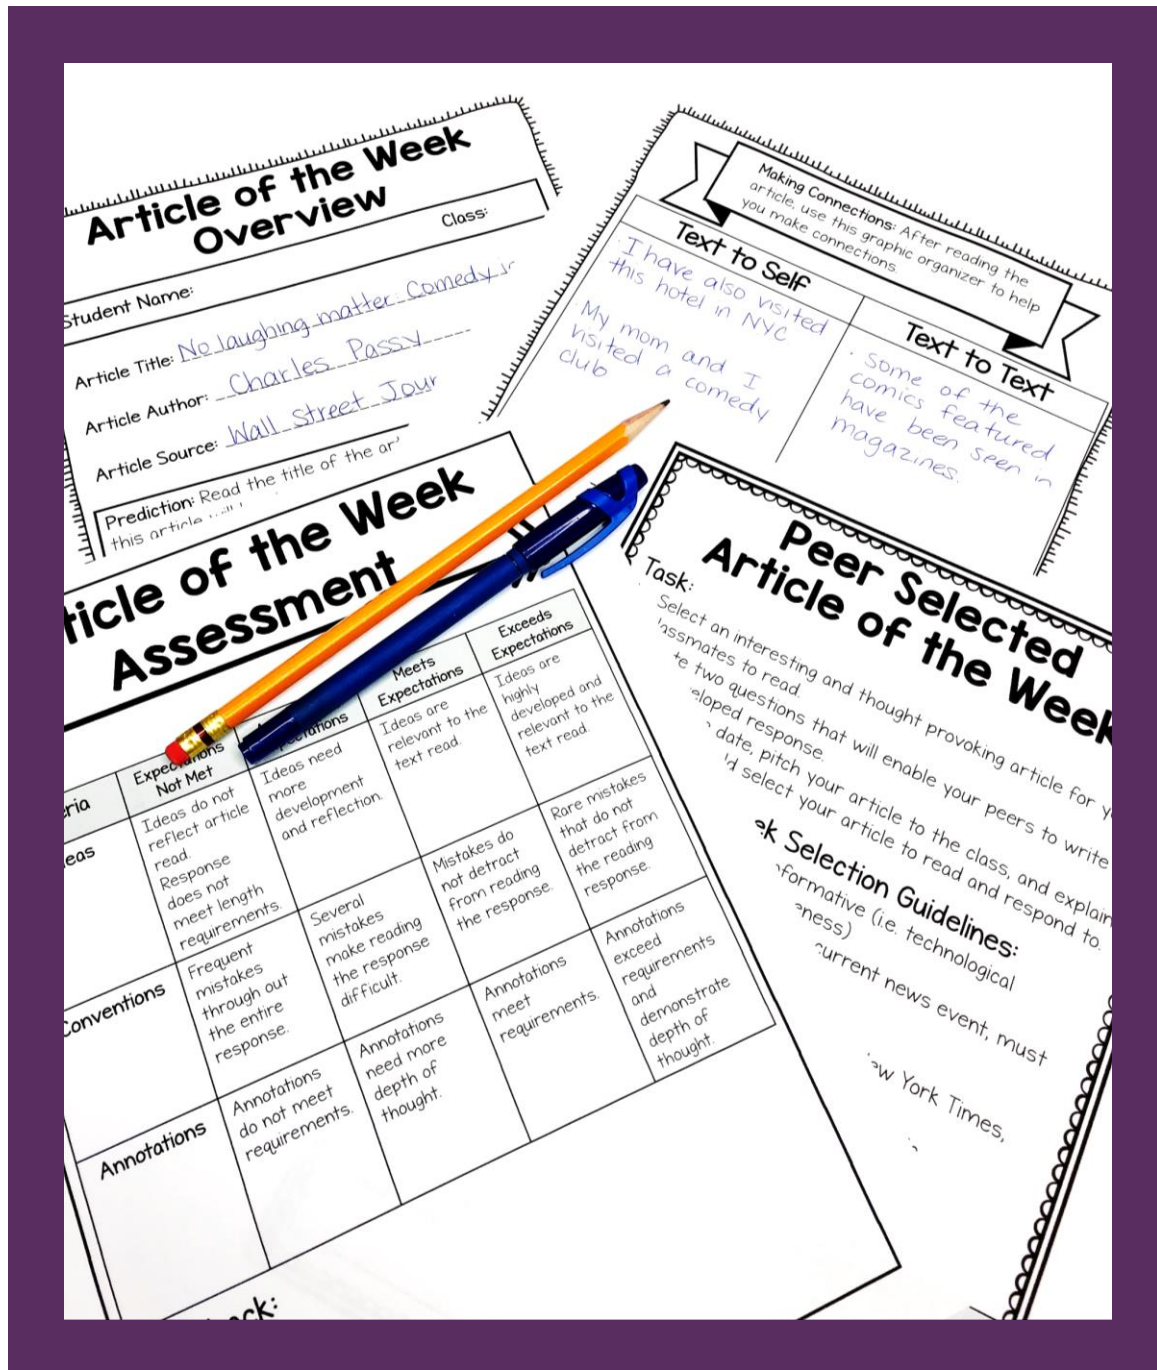 Article of the Week
Overview
Class:
Student Name:
Article Title: No laughing matter: Comedy
Article Author: Charles Passy
Article Source: Wall Street Jour
Prediction: Read the title of the
this article
Making Connections: After reading the
article, use this graphic organizer to help
you make connections.
Text to Self
I have also visited
this hotel in NYC
My mom and I
visited a comedy
club
Text to Text
Some of the
comics featured
have been seen in
magazines.
ticle of the Week
Assessment
eria
Expectations
Not Met
Meets
Expectations
Exceeds
Expectations
eas
Ideas do not
reflect article
read.
Response
does not
meet length
requirements.
Ideas need
more
development
and reflection.
Ideas are
relevant to the
text read.
Ideas are
highly
developed and
relevant to the
text read.
Conventions
Frequent
mistakes
through out
the entire
response.
Several
mistakes
make reading
the response
difficult.
Mistakes do
not detract
from reading
the response.
Rare mistakes
that do not
detract from
the reading
response.
Annotations
Annotations
do not meet
requirements.
Annotations
need more
depth of
thought.
Annotations
meet
requirements.
Annotations
exceed
requirements
and
demonstrate
depth of
thought.
ck:
Peer Selected
Article of the Week
Task:
Select an interesting and thought provoking article for
lassmates to read.
te two questions that will enable your peers to write
eloped response.
date, pitch your article to the class, and explain
select your article to read and respond to.
ek Selection Guidelines:
formative (i.e. technological
ness)
current news event, must
ew York Times,